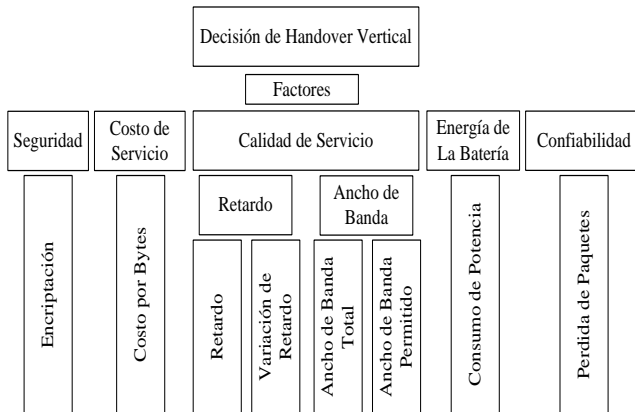 Decisión de Handover Vertical
Factores
Seguridad
Costo de
Servicio
Calidad de Servicio
Energía de
La Batería
Confiabilidad
Retardo
Ancho de
Banda
Encriptación
Costo por Bytes
Retardo
Variación de
Retardo
Ancho de Banda
Total
Ancho de Banda
Permitido
Consumo de Potencia
Perdida de Paquetes